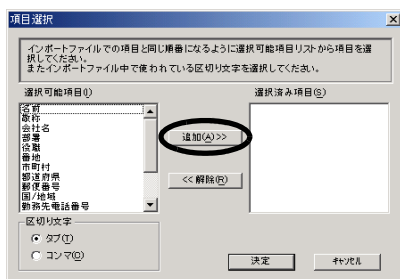 項目選択
インポートファイルでの項目と同じ順番になるように選択可能項目リストから項目を選
択してください。
またインポートファイル中で使われている区切り文字を選択してください。
選択可能項目(I)
選択済み項目(S)
名前
敬称
会社名
部署
役職
番地
市町村
都道府県
郵便番号
国/地域
勤務先電話番号
追加(A)>>
<<解除(R)
区切り文字
タブ(T)
コンマ(O)
決定
キャンセル